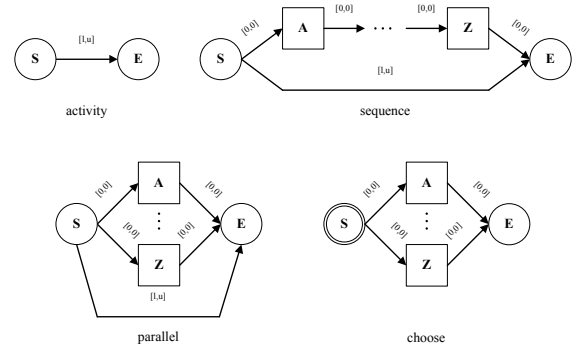 [l,u]
S E
activity
[0,0] [0,0] [0,0] [0,0]
S A . . . Z E
[l,u]
sequence
[0,0] A [0,0]
S E
[0,0] Z [0,0]
[l,u]
parallel
[0,0] A [0,0]
S E
[0,0] Z [0,0]
choose